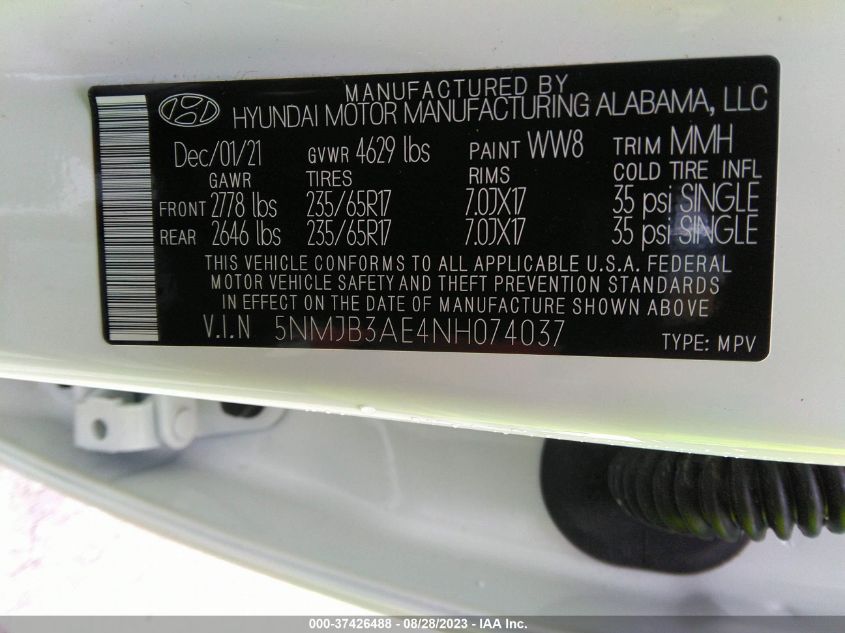 MANUFACTURED BY
HYUNDAI MOTOR MANUFACTURING ALABAMA, LLC
Dec/01/21 GVWR 4629 lbs PAINT WW8 TRIM MMH
GAWR TIRES RIMS COLD TIRE INFL
FRONT 2778 lbs 235/65R17 7.0JX17 35 psi SINGLE
REAR 2646 lbs 235/65R17 7.0JX17 35 psi SINGLE
THIS VEHICLE CONFORMS TO ALL APPLICABLE U.S.A. FEDERAL
MOTOR VEHICLE SAFETY AND THEFT PREVENTION STANDARDS
IN EFFECT ON THE DATE OF MANUFACTURE SHOWN ABOVE
V.I.N 5NMJB3AE4NH074037 TYPE: MPV
000-37426488 - 08/28/2023 - IAA, Inc.